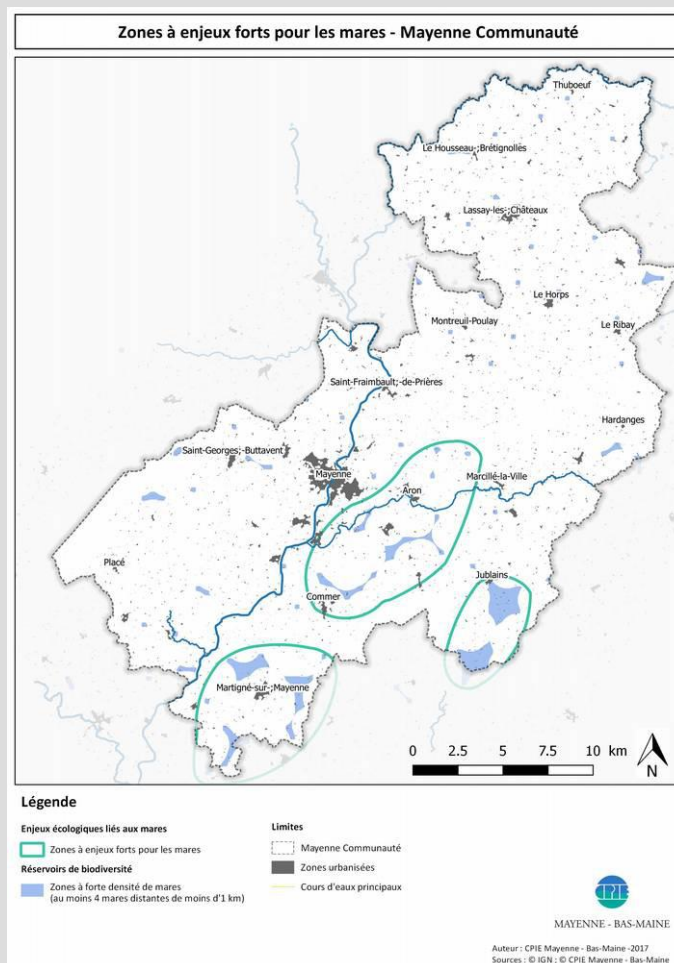 Zones à enjeux forts pour les mares - Mayenne Communauté
Thuboeuf
Le Housseau-;Brétignolles
Lassay-les-;Châteaux
Le Horps
Montreuil-Poulay
Le Ribay
Saint-Fraimbault;-de-Prières
Hardanges
Saint-Georges;-Buttavent
Mayenne
Marcillé-la-Ville
Aron
Placé
Jublains
Commer
Martigné-sur-;Mayenne
0 2.5 5 7.5 10 km
N
Légende
Enjeux écologiques liés aux mares
Zones à enjeux forts pour les mares
Réservoirs de biodiversité
Zones à forte densité de mares
(au moins 4 mares distantes de moins d'1 km)
Limites
Mayenne Communauté
Zones urbanisées
Cours d'eaux principaux
CPIE
MAYENNE - BAS-MAINE
Auteur : CPIE Mayenne - Bas-Maine -2017
Sources : © IGN ; © CPIE Mayenne - Bas-Maine